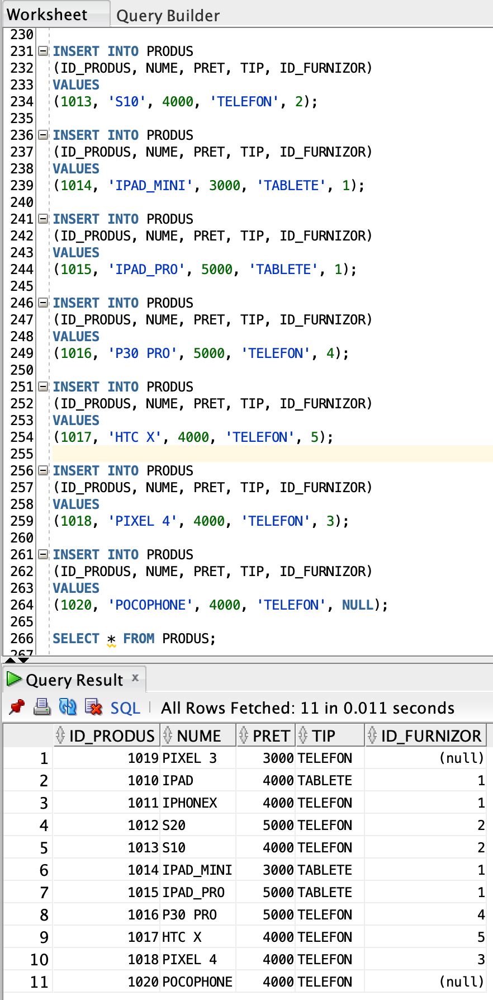 Worksheet Query Builder
230
231 INSERT INTO PRODUS
232 (ID_PRODUS, NUME, PRET, TIP, ID_FURNIZOR)
233 VALUES
234 (1013, 'S10', 4000, 'TELEFON', 2);
235
236 INSERT INTO PRODUS
237 (ID_PRODUS, NUME, PRET, TIP, ID_FURNIZOR)
238 VALUES
239 (1014, 'IPAD_MINI', 3000, 'TABLETE', 1);
240
241 INSERT INTO PRODUS
242 (ID_PRODUS, NUME, PRET, TIP, ID_FURNIZOR)
243 VALUES
244 (1015, 'IPAD_PRO', 5000, 'TABLETE', 1);
245
246 INSERT INTO PRODUS
247 (ID_PRODUS, NUME, PRET, TIP, ID_FURNIZOR)
248 VALUES
249 (1016, 'P30 PRO', 5000, 'TELEFON', 4);
250
251 INSERT INTO PRODUS
252 (ID_PRODUS, NUME, PRET, TIP, ID_FURNIZOR)
253 VALUES
254 (1017, 'HTC X', 4000, 'TELEFON', 5);
255
256 INSERT INTO PRODUS
257 (ID_PRODUS, NUME, PRET, TIP, ID_FURNIZOR)
258 VALUES
259 (1018, 'PIXEL 4', 4000, 'TELEFON', 3);
260
261 INSERT INTO PRODUS
262 (ID_PRODUS, NUME, PRET, TIP, ID_FURNIZOR)
263 VALUES
264 (1020, 'POCOPHONE', 4000, 'TELEFON', NULL);
265
266 SELECT * FROM PRODUS;
267
Query Result x
SQL | All Rows Fetched: 11 in 0.011 seconds
ID_PRODUS NUME PRET TIP ID_FURNIZOR
1 1019 PIXEL 3 3000 TELEFON (null)
2 1010 IPAD 4000 TABLETE 1
3 1011 IPHONEX 4000 TELEFON 1
4 1012 S20 5000 TELEFON 2
5 1013 S10 4000 TELEFON 2
6 1014 IPAD_MINI 3000 TABLETE 1
7 1015 IPAD_PRO 5000 TABLETE 1
8 1016 P30 PRO 5000 TELEFON 4
9 1017 HTC X 4000 TELEFON 5
10 1018 PIXEL 4 4000 TELEFON 3
11 1020 POCOPHONE 4000 TELEFON (null)